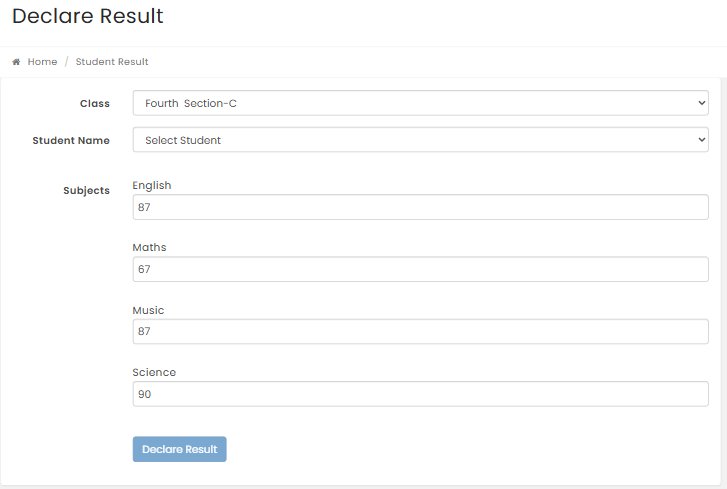 Declare Result
Home / Student Result
Class Fourth Section-C
Student Name Select Student
Subjects English
87
Maths
67
Music
87
Science
90
Declare Result